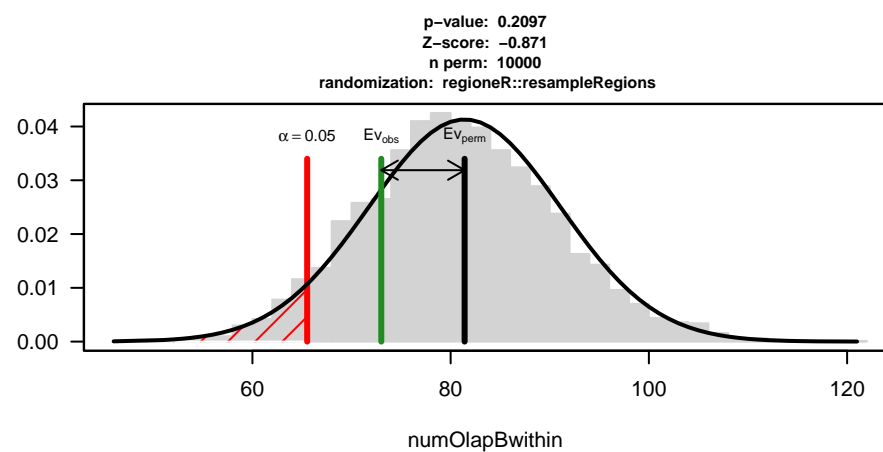 p−value: 0.2097
Z−score: −0.871
n perm: 10000
randomization: regioneR::resampleRegions
α = 0.05 Evobs Evperm
0.04
0.03
0.02
0.01
0.00
60 80 100 120
numOlapBwithin